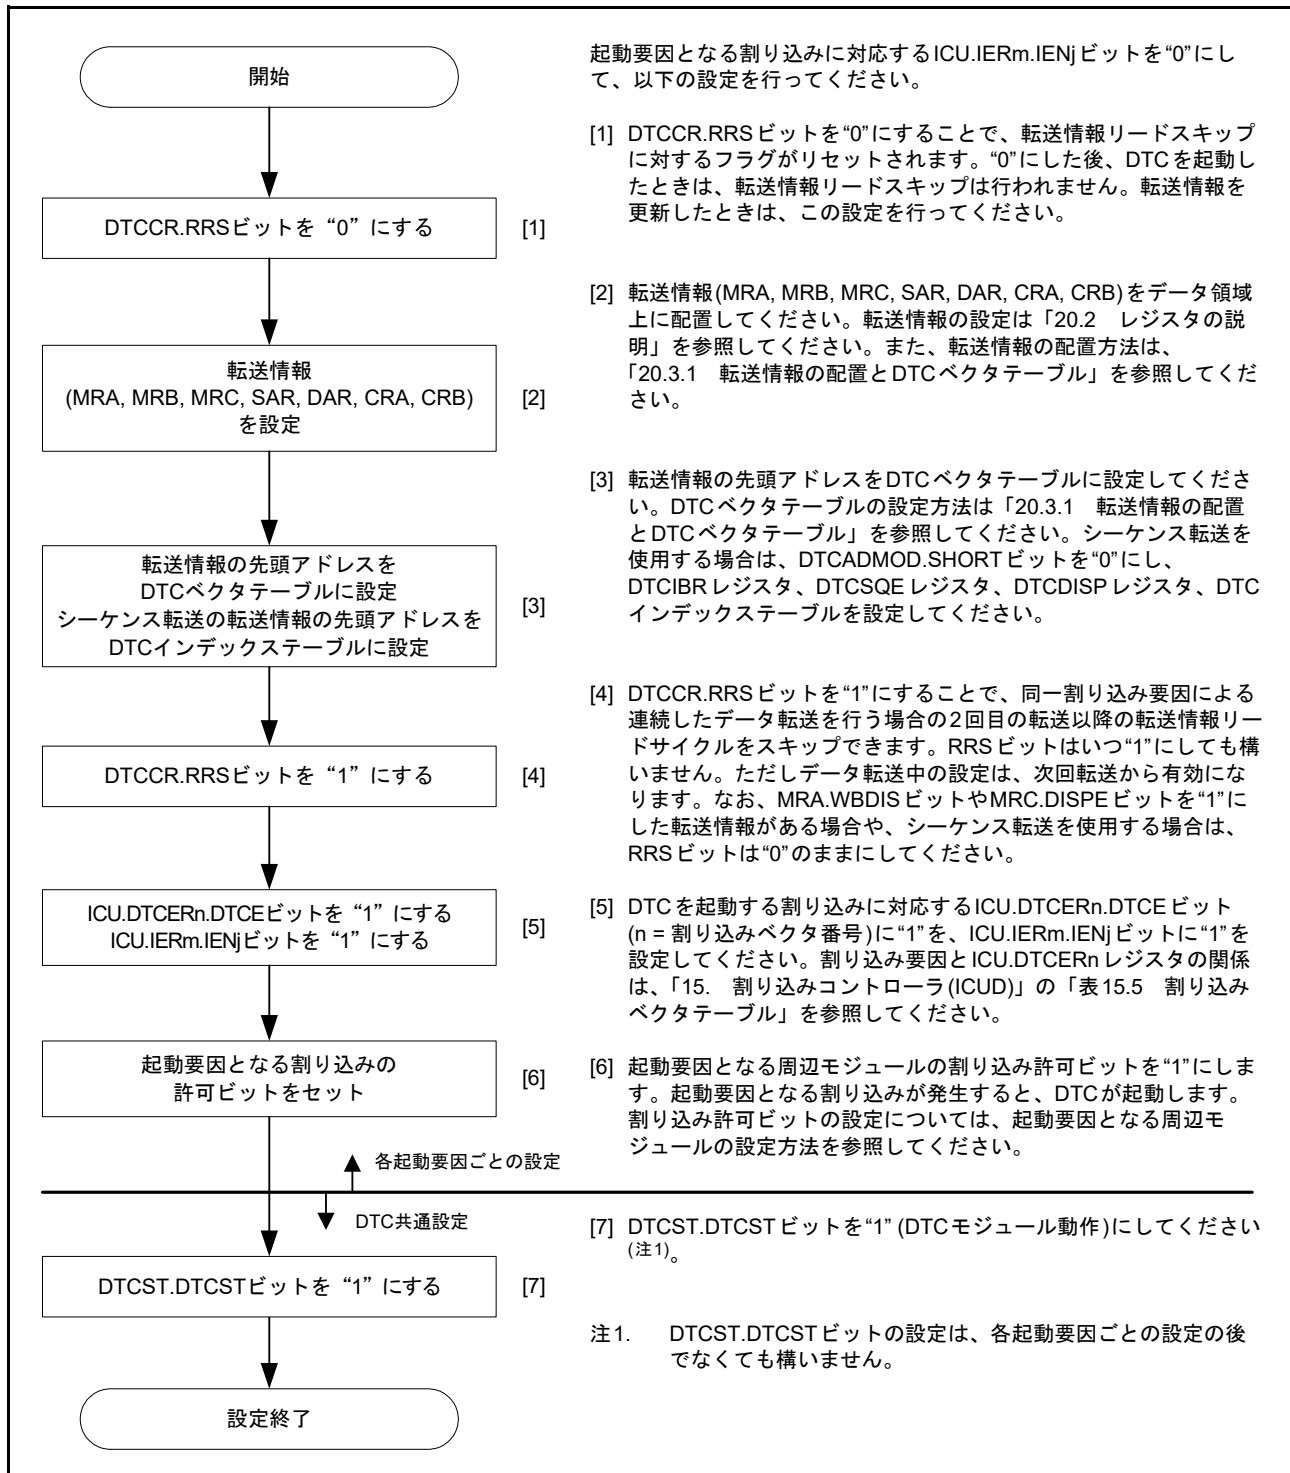 開始
DTCCR.RRSビットを“0”にする
[1]
転送情報
(MRA, MRB, MRC, SAR, DAR, CRA, CRB)
を設定
[2]
転送情報の先頭アドレスを
DTCベクタテーブルに設定
シーケンス転送の転送情報の先頭アドレスを
DTCインデックステーブルに設定
[3]
DTCCR.RRSビットを“1”にする
[4]
ICU.DTCERn.DTCEビットを“1”にする
ICU.IERm.IENjビットを“1”にする
[5]
起動要因となる割り込みの
許可ビットをセット
[6]
各起動要因ごとの設定
DTC共通設定
DTCST.DTCSTビットを“1”にする
[7]
設定終了
起動要因となる割り込みに対応するICU.IERm.IENjビットを“0”にし
て、以下の設定を行ってください。
[1] DTCCR.RRSビットを“0”にすることで、転送情報リードスキップ
に対するフラグがリセットされます。“0”にした後、DTCを起動し
たときは、転送情報リードスキップは行われません。転送情報を
更新したときは、この設定を行ってください。
[2] 転送情報(MRA, MRB, MRC, SAR, DAR, CRA, CRB)をデータ領域
上に配置してください。転送情報の設定は「20.2 レジスタの説
明」を参照してください。また、転送情報の配置方法は、
「20.3.1 転送情報の配置とDTCベクタテーブル」を参照してくだ
さい。
[3] 転送情報の先頭アドレスをDTCベクタテーブルに設定してくださ
い。DTCベクタテーブルの設定方法は「20.3.1 転送情報の配置
とDTCベクタテーブル」を参照してください。シーケンス転送を
使用する場合は、DTCADMOD.SHORTビットを“0”にし、
DTCIBRレジスタ、DTCSQEレジスタ、DTCDISPレジスタ、DTC
インデックステーブルを設定してください。
[4] DTCCR.RRSビットを“1”にすることで、同一割り込み要因による
連続したデータ転送を行う場合の2回目の転送以降の転送情報リー
ドサイクルをスキップできます。RRSビットはいつ“1”にしても構
いません。ただしデータ転送中の設定は、次回転送から有効にな
ります。なお、MRA.WBDISビットやMRC.DISPEビットを“1”に
した転送情報がある場合や、シーケンス転送を使用する場合は、
RRSビットは“0”のままにしてください。
[5] DTCを起動する割り込みに対応するICU.DTCERn.DTCEビット
(n = 割り込みベクタ番号)に“1”を、ICU.IERm.IENjビットに“1”を
設定してください。割り込み要因とICU.DTCERnレジスタの関係
は、「15. 割り込みコントローラ(ICUD)」の「表15.5 割り込み
ベクタテーブル」を参照してください。
[6] 起動要因となる周辺モジュールの割り込み許可ビットを“1”にしま
す。起動要因となる割り込みが発生すると、DTCが起動します。
割り込み許可ビットの設定については、起動要因となる周辺モ
ジュールの設定方法を参照してください。
[7] DTCST.DTCSTビットを“1” (DTCモジュール動作)にしてください
(注1)。
注1. DTCST.DTCSTビットの設定は、各起動要因ごとの設定の後
でなくても構いません。